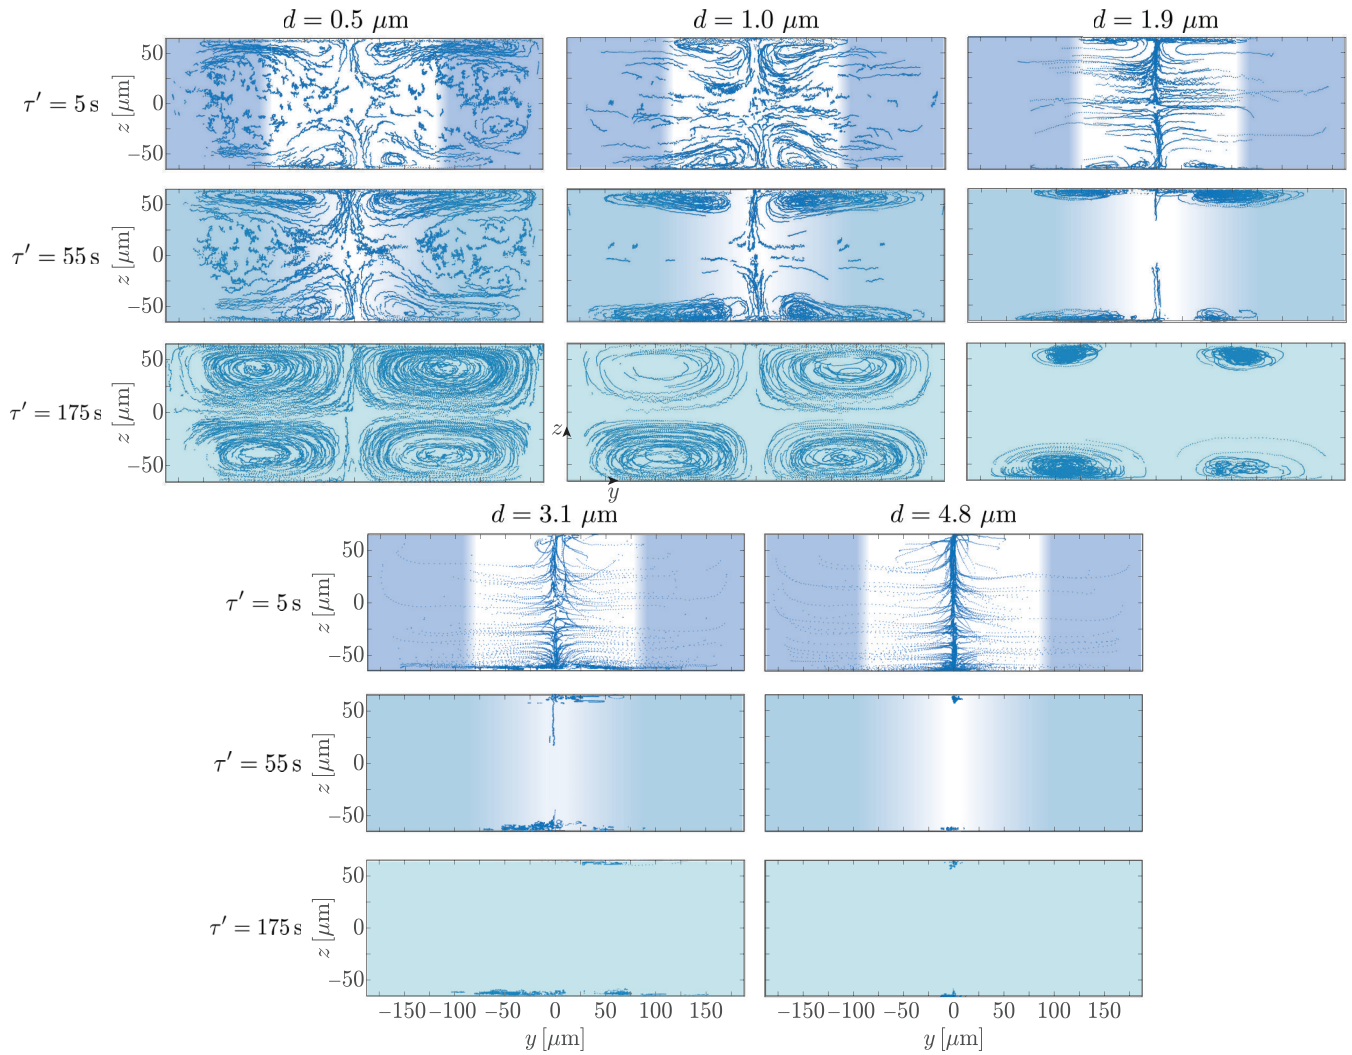 d = 0.5 μm d = 1.0 μm d = 1.9 μm
τ′ = 5 s z [μm] 50 0 −50
τ′ = 55 s z [μm] 50 0 −50
τ′ = 175 s z [μm] 50 0 −50
z
y
d = 3.1 μm d = 4.8 μm
τ′ = 5 s z [μm] 50 0 −50
τ′ = 55 s z [μm] 50 0 −50
τ′ = 175 s z [μm] 50 0 −50
−150 −100 −50 0 50 100 150 −150 −100 −50 0 50 100 150
y [μm] y [μm]